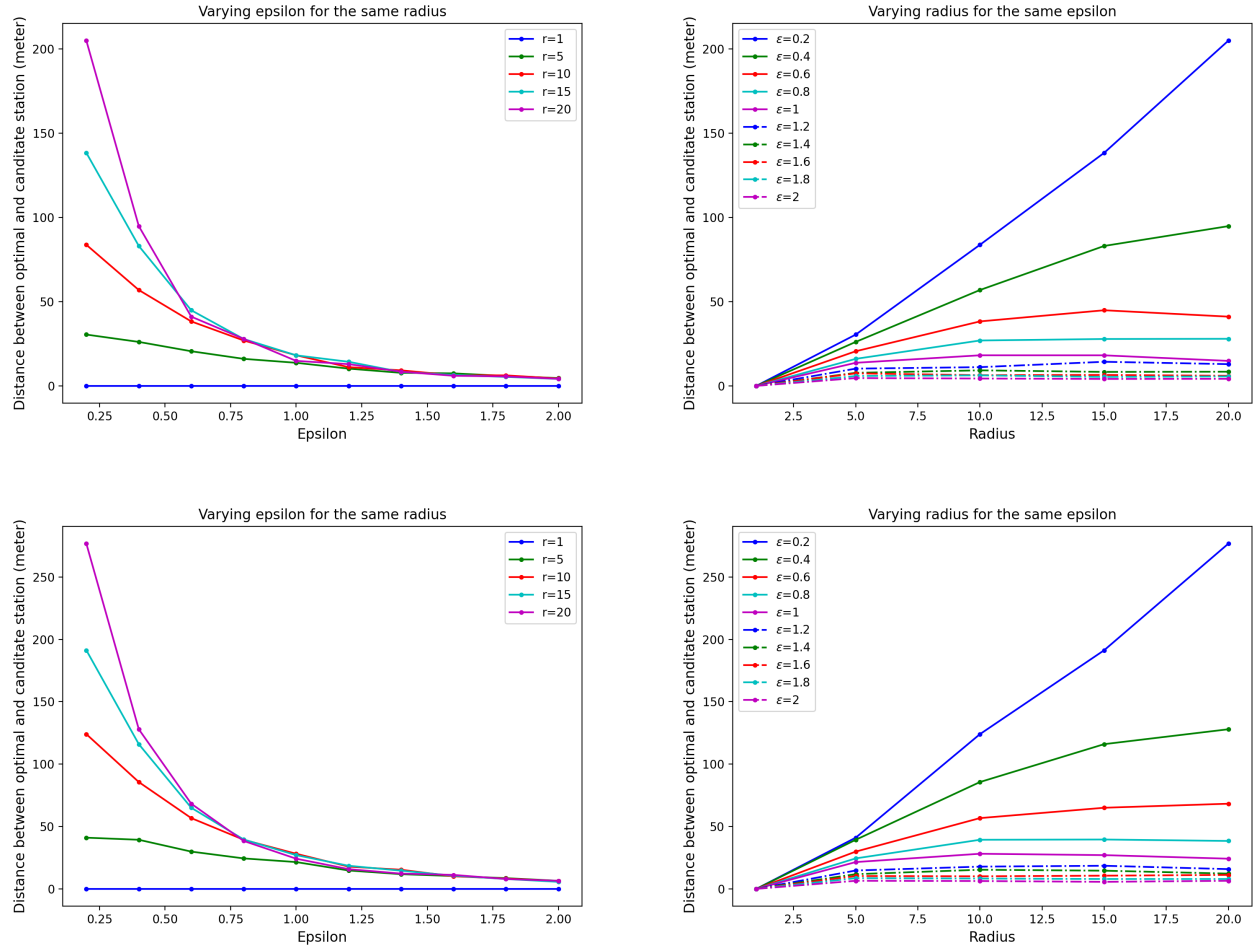 Varying epsilon for the same radius
Distance between optimal and canditate station (meter)
200
150
100
50
0
r=1
r=5
r=10
r=15
r=20
0.25 0.50 0.75 1.00 1.25 1.50 1.75 2.00
Epsilon
Varying radius for the same epsilon
Distance between optimal and canditate station (meter)
200
150
100
50
0
ε=0.2
ε=0.4
ε=0.6
ε=0.8
ε=1
ε=1.2
ε=1.4
ε=1.6
ε=1.8
ε=2
2.5 5.0 7.5 10.0 12.5 15.0 17.5 20.0
Radius
Varying epsilon for the same radius
Distance between optimal and canditate station (meter)
250
200
150
100
50
0
r=1
r=5
r=10
r=15
r=20
0.25 0.50 0.75 1.00 1.25 1.50 1.75 2.00
Epsilon
Varying radius for the same epsilon
Distance between optimal and canditate station (meter)
250
200
150
100
50
0
ε=0.2
ε=0.4
ε=0.6
ε=0.8
ε=1
ε=1.2
ε=1.4
ε=1.6
ε=1.8
ε=2
2.5 5.0 7.5 10.0 12.5 15.0 17.5 20.0
Radius